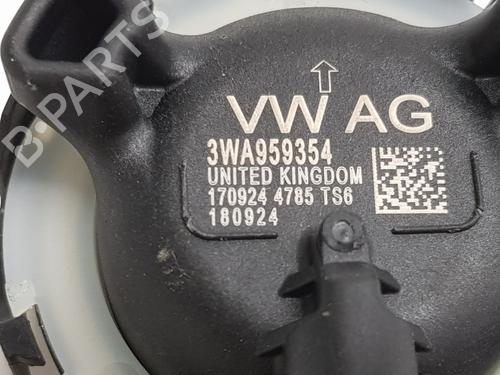 VW AG
3WA959354
UNITED KINGDOM
170924 4785 TS6
180924
B-PARTS